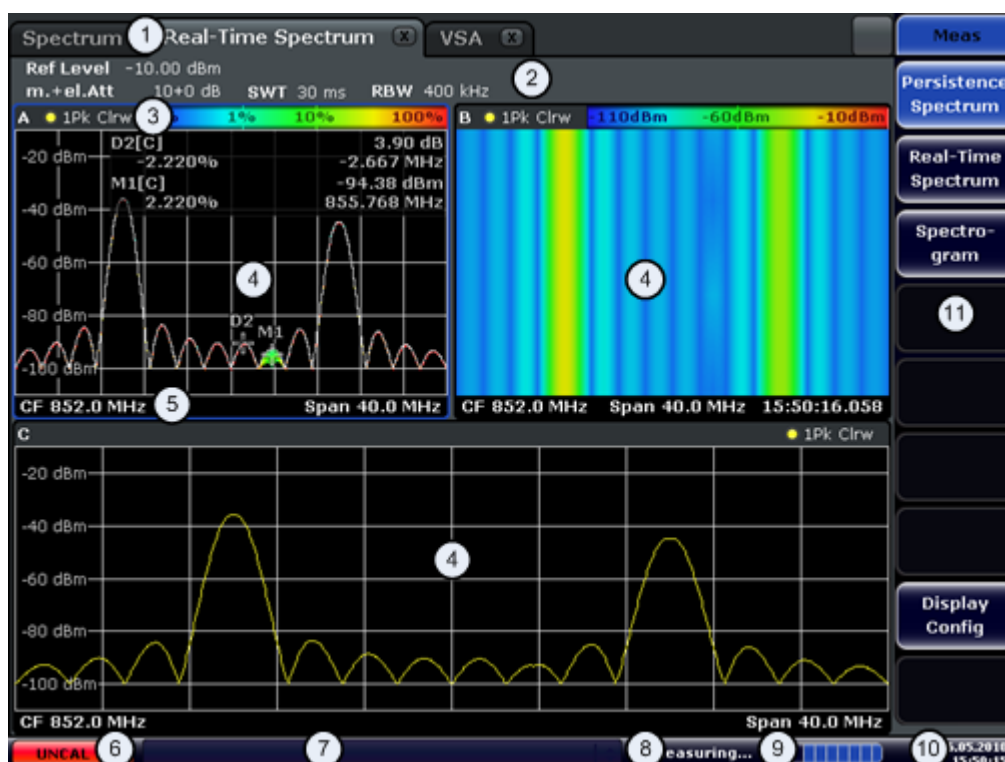 Spectrum 1 Real-Time Spectrum x VSA x
Ref Level -10.00 dBm
m.+el.Att 10+0 dB SWT 30 ms RBW 400 kHz
2
A 1Pk Clrw 3 1% 10% 100%
D2[C] 3.90 dB
-2.220% -2.667 MHz
M1[C] -94.38 dBm
2.220% 855.768 MHz
-20 dBm
-40 dBm
-60 dBm
-80 dBm
-100 dBm
4
D2 M1
CF 852.0 MHz 5 Span 40.0 MHz
B 1Pk Clrw -110dBm -60dBm -10dBm
4
CF 852.0 MHz Span 40.0 MHz 15:50:16.058
C 1Pk Clrw
-20 dBm
-40 dBm
-60 dBm
-80 dBm
-100 dBm
4
CF 852.0 MHz Span 40.0 MHz
UNCAL 6 7 8 easuring... 9 10 .05.2010
Meas
Persistence
Spectrum
Real-Time
Spectrum
Spectro-
gram
11
Display
Config